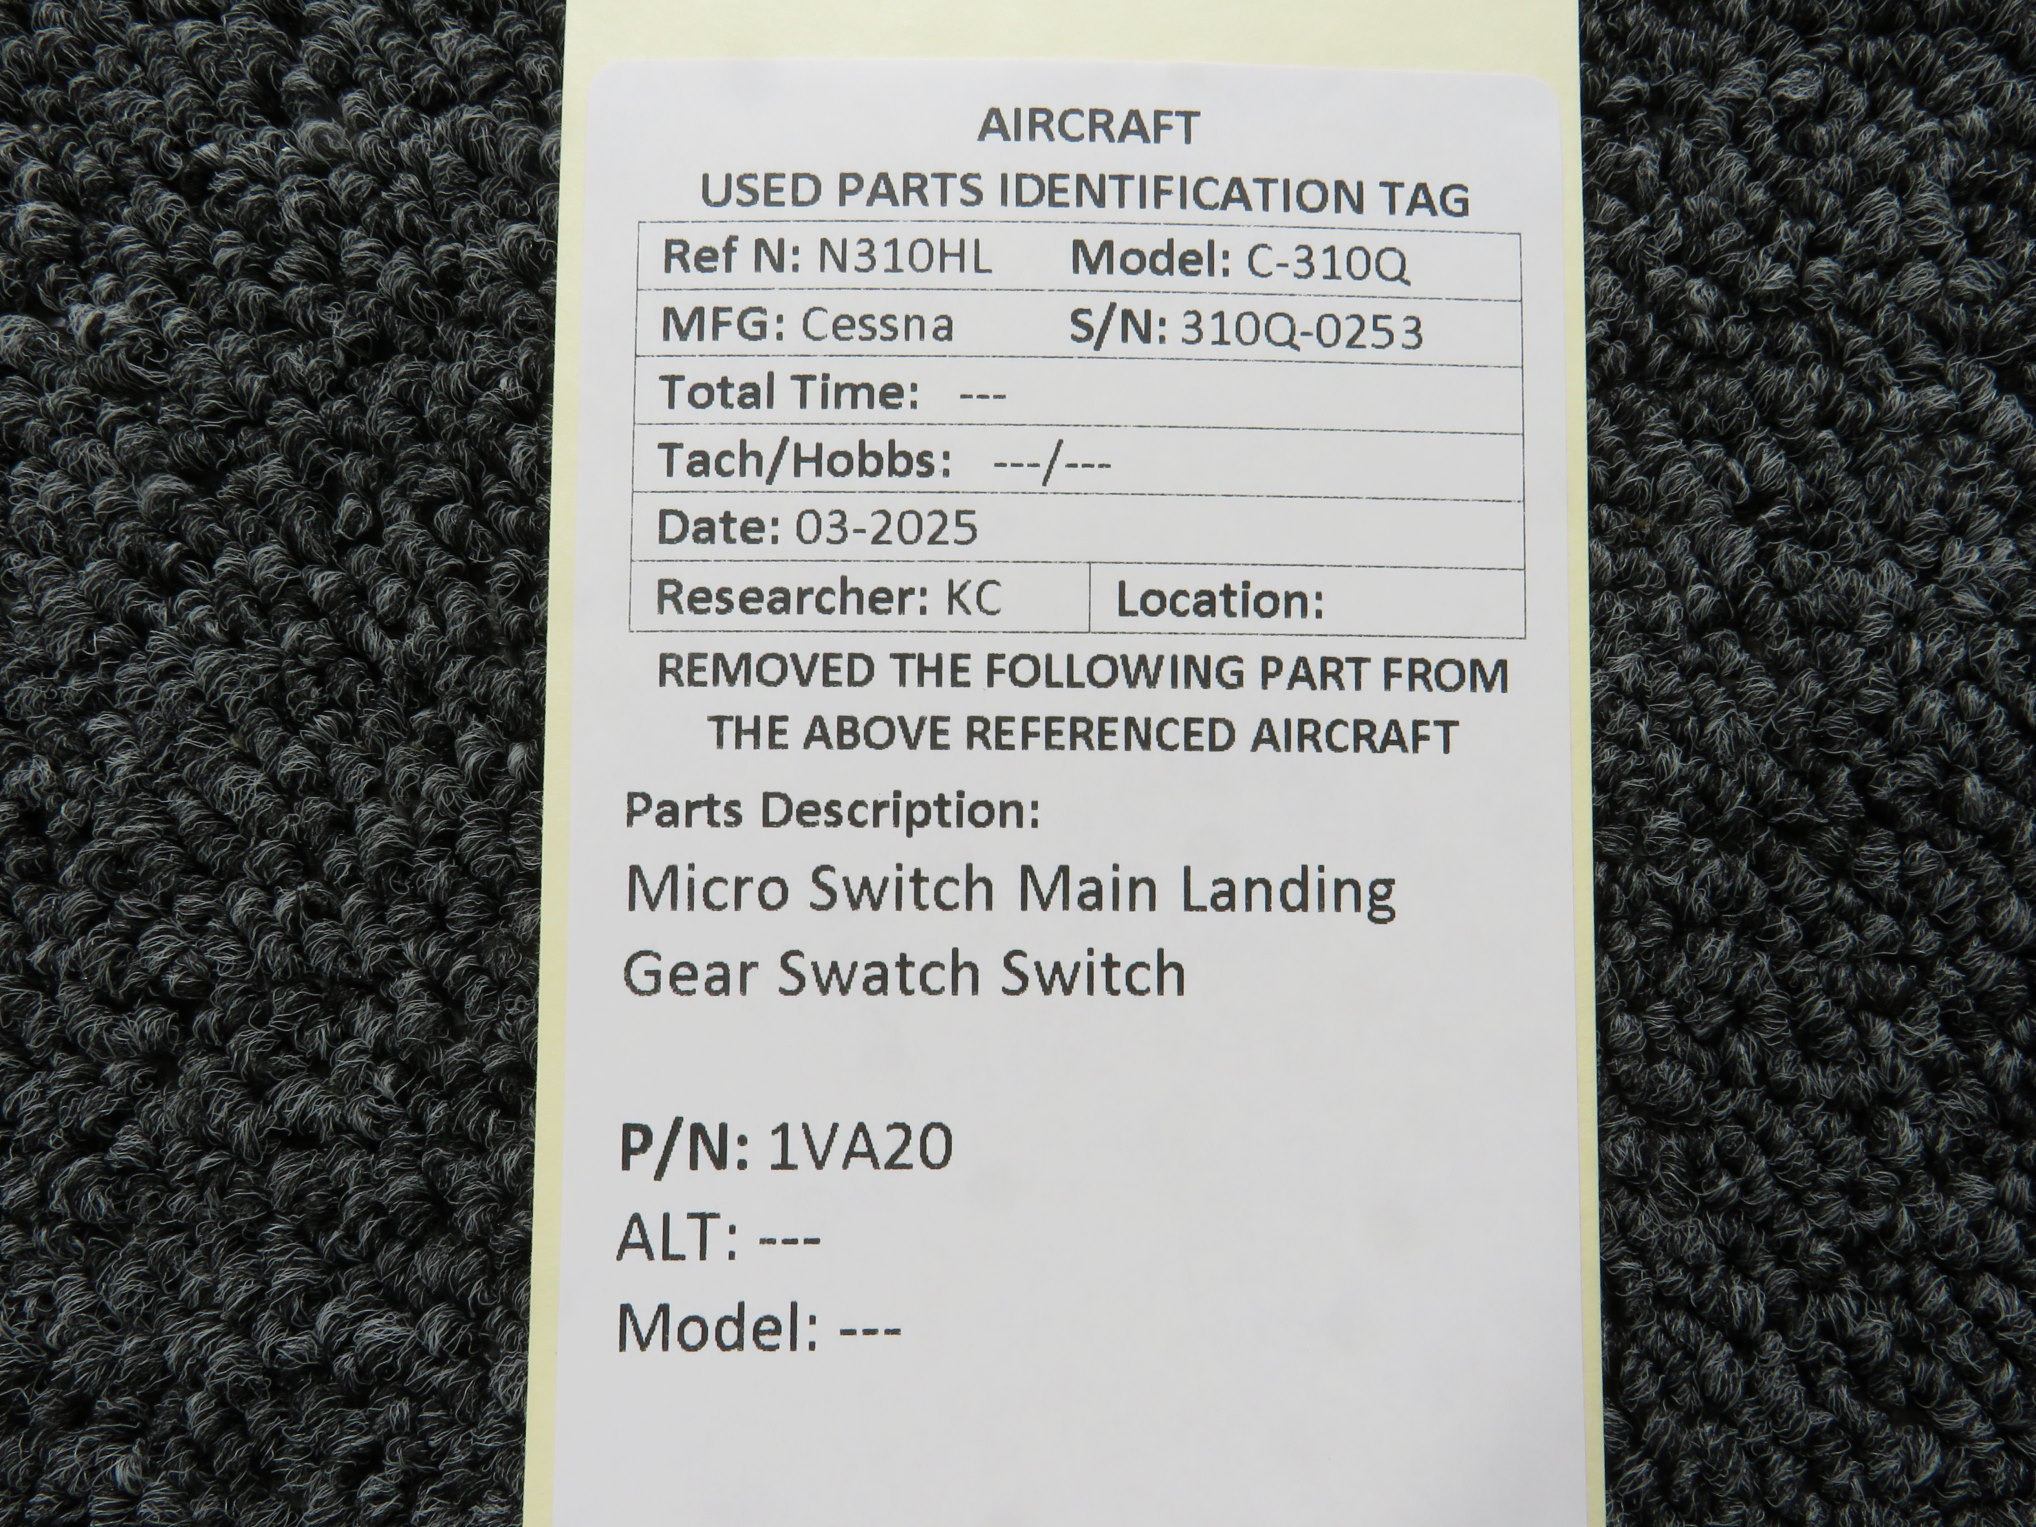 AIRCRAFT
USED PARTS IDENTIFICATION TAG
Ref N: N310HL Model: C-310Q
MFG: Cessna S/N: 310Q-0253
Total Time: ---
Tach/Hobbs: ---/---
Date: 03-2025
Researcher: KC Location:
REMOVED THE FOLLOWING PART FROM
THE ABOVE REFERENCED AIRCRAFT
Parts Description:
Micro Switch Main Landing
Gear Swatch Switch
P/N: 1VA20
ALT: ---
Model: ---